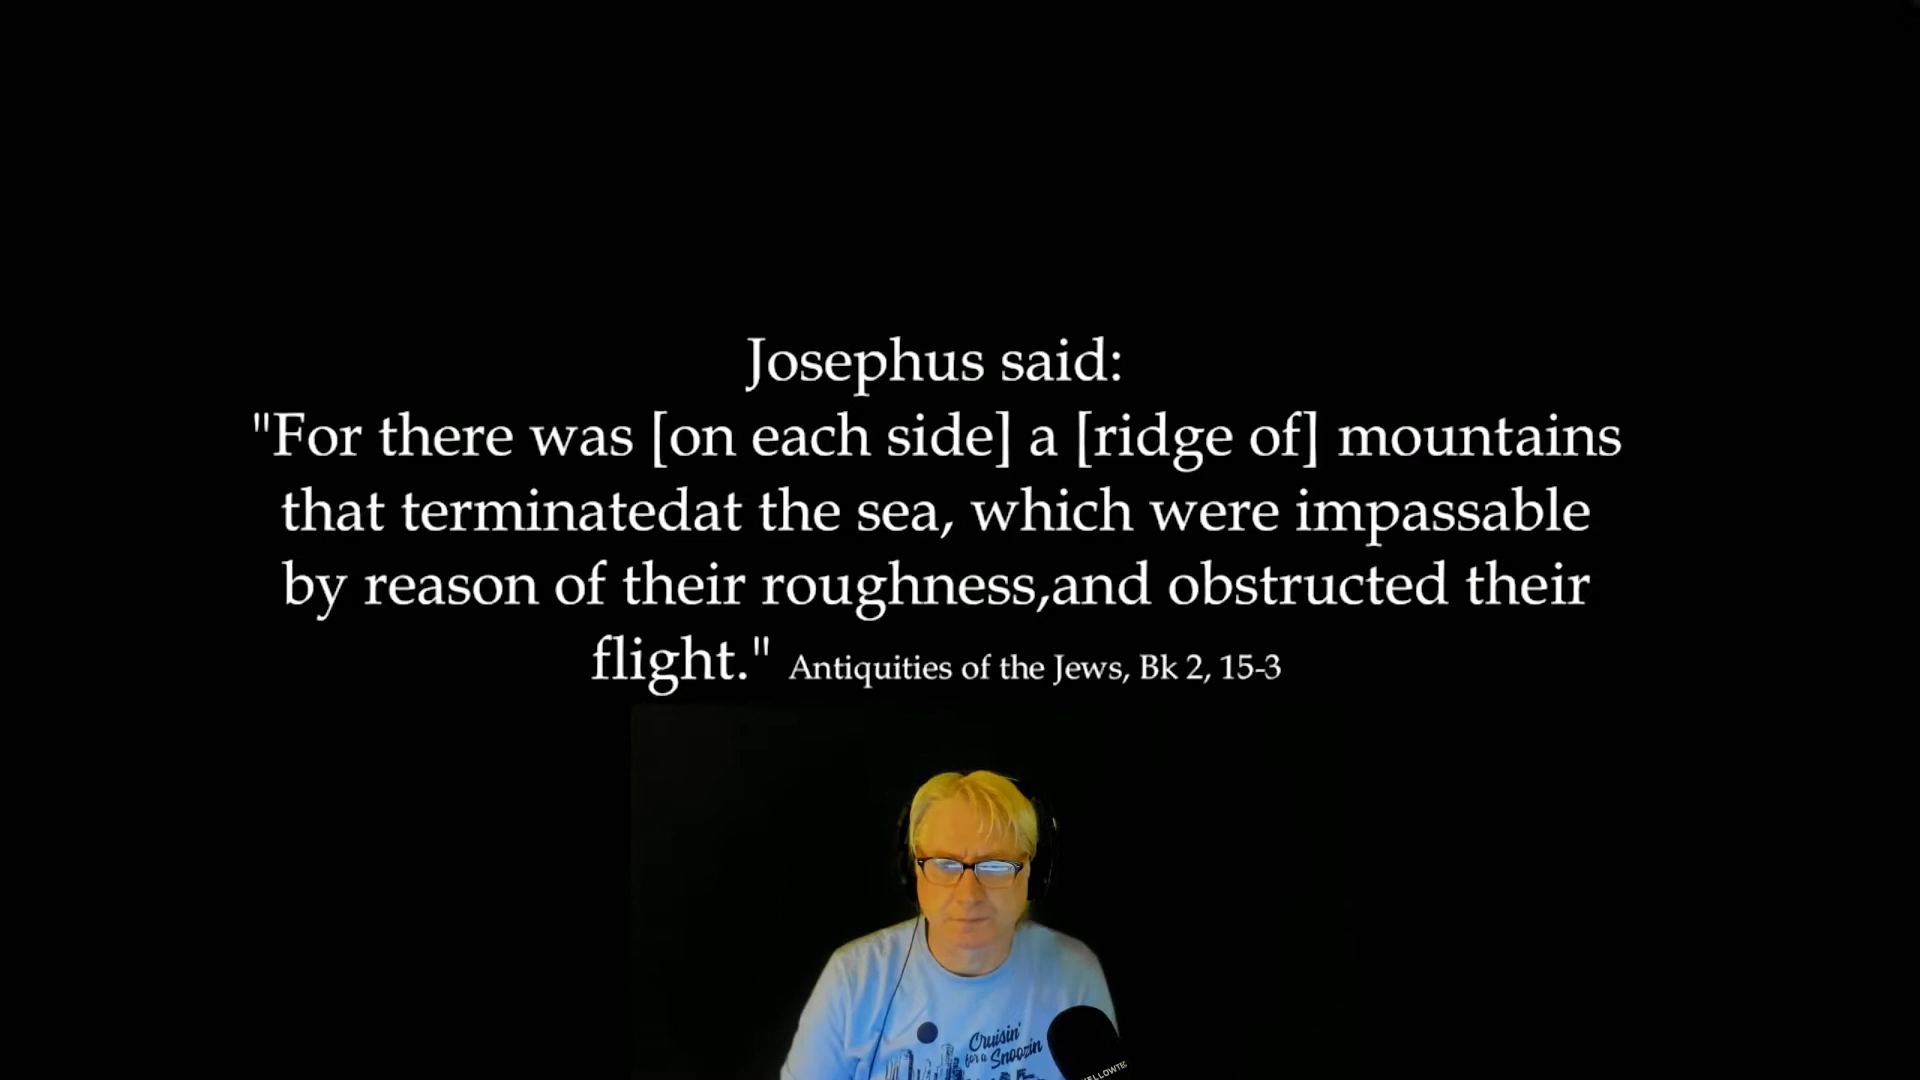 Josephus said:
"For there was [on each side] a [ridge of] mountains
that terminatedat the sea, which were impassable
by reason of their roughness,and obstructed their
flight." Antiquities of the Jews, Bk 2, 15-3
Cruisin'
for a Snoozin